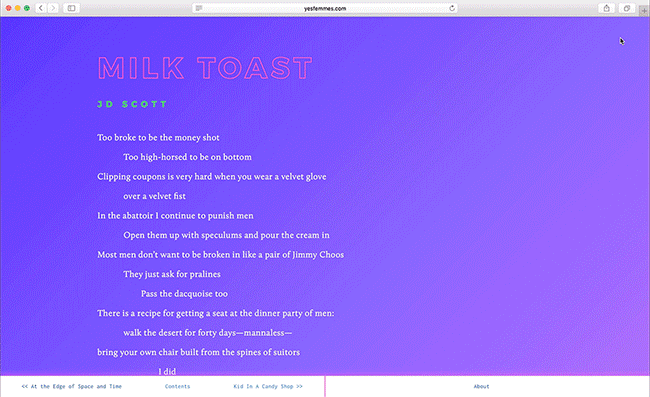 yesfemmes.com
MILK TOAST
JD SCOTT
Too broke to be the money shot
Too high-horsed to be on bottom
Clipping coupons is very hard when you wear a velvet glove
over a velvet fist
In the abattoir I continue to punish men
Open them up with speculums and pour the cream in
Most men don't want to be broken in like a pair of Jimmy Choos
They just ask for pralines
Pass the dacquoise too
There is a recipe for getting a seat at the dinner party of men:
walk the desert for forty days—mannaless—
bring your own chair built from the spines of suitors
I did
<< At the Edge of Space and Time Contents Kid In A Candy Shop >> About